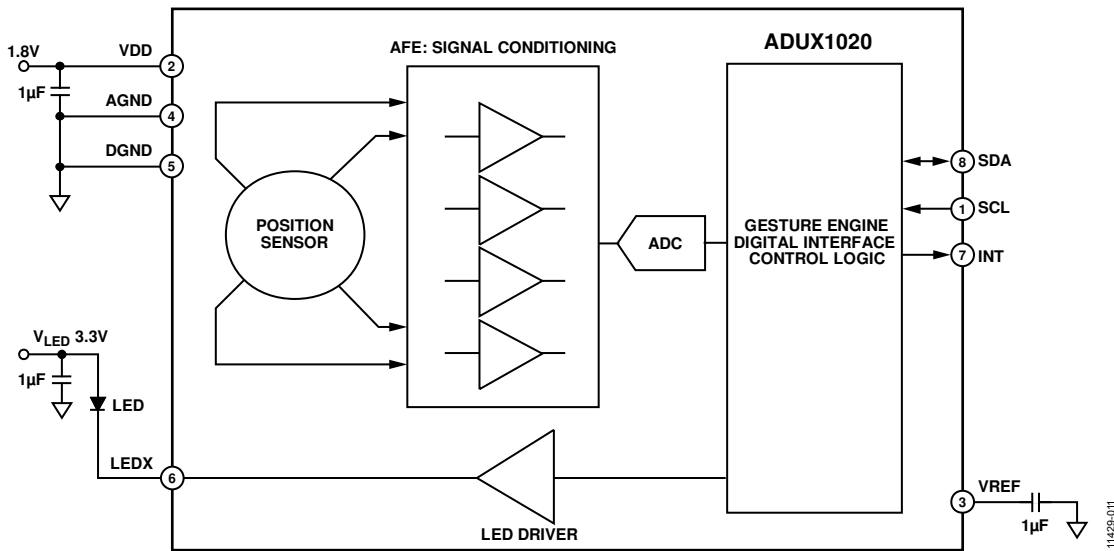 ADUX1020
AFE: SIGNAL CONDITIONING
1.8V
VDD
2
1µF
AGND
4
DGND
5
POSITION
SENSOR
ADC
GESTURE ENGINE
DIGITAL INTERFACE
CONTROL LOGIC
8 SDA
1 SCL
7 INT
VLED 3.3V
1µF
LED
LEDX
6
LED DRIVER
3
VREF
1µF
11429-011